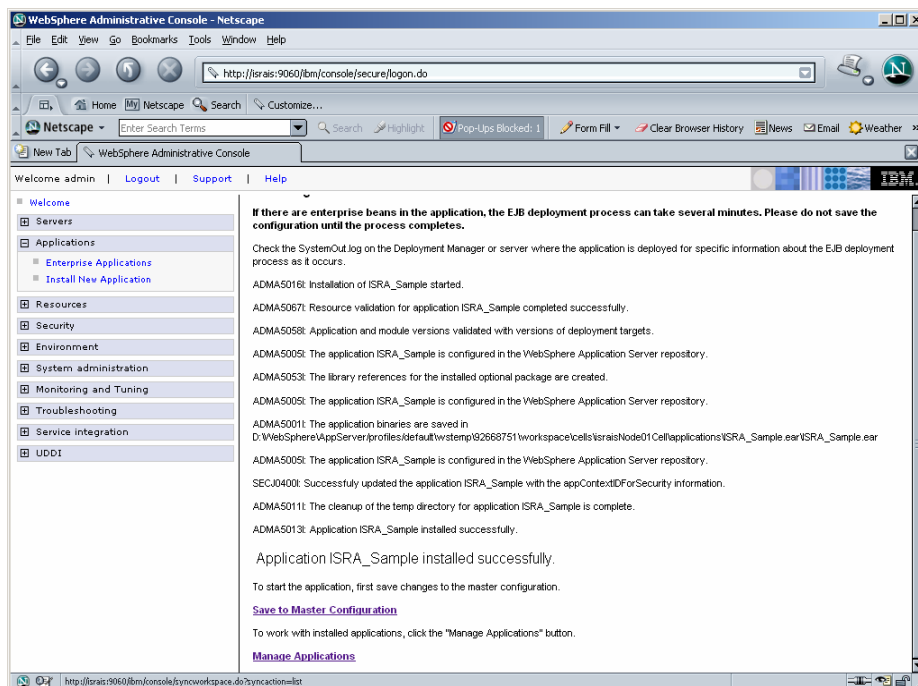 WebSphere Administrative Console - Netscape
File Edit View Go Bookmarks Tools Window Help
http://israis:9060/ibm/console/secure/logon.do
Home My Netscape Search Customize...
Netscape Enter Search Terms Search Highlight Pop-Ups Blocked: 1 Form Fill Clear Browser History News Email Weather »
New Tab WebSphere Administrative Console
Welcome admin | Logout | Support | Help IBM.
Welcome
Servers
Applications
Enterprise Applications
Install New Application
Resources
Security
Environment
System administration
Monitoring and Tuning
Troubleshooting
Service integration
UDDI
If there are enterprise beans in the application, the EJB deployment process can take several minutes. Please do not save the
configuration until the process completes.
Check the SystemOut.log on the Deployment Manager or server where the application is deployed for specific information about the EJB deployment
process as it occurs.
ADMA5016I: Installation of ISRA_Sample started.
ADMA5067I: Resource validation for application ISRA_Sample completed successfully.
ADMA5058I: Application and module versions validated with versions of deployment targets.
ADMA5005I: The application ISRA_Sample is configured in the WebSphere Application Server repository.
ADMA5053I: The library references for the installed optional package are created.
ADMA5005I: The application ISRA_Sample is configured in the WebSphere Application Server repository.
ADMA5001I: The application binaries are saved in
D:\WebSphere\AppServer/profiles/default\wstemp\92668751\workspace\cells\israisNode01Cell\applications\ISRA_Sample.ear\ISRA_Sample.ear
ADMA5005I: The application ISRA_Sample is configured in the WebSphere Application Server repository.
SECJ0400I: Successfuly updated the application ISRA_Sample with the appContextIDForSecurity information.
ADMA5011I: The cleanup of the temp directory for application ISRA_Sample is complete.
ADMA5013I: Application ISRA_Sample installed successfully.
Application ISRA_Sample installed successfully.
To start the application, first save changes to the master configuration.
Save to Master Configuration
To work with installed applications, click the "Manage Applications" button.
Manage Applications
http://israis:9060/ibm/console/syncworkspace.do?syncaction=list